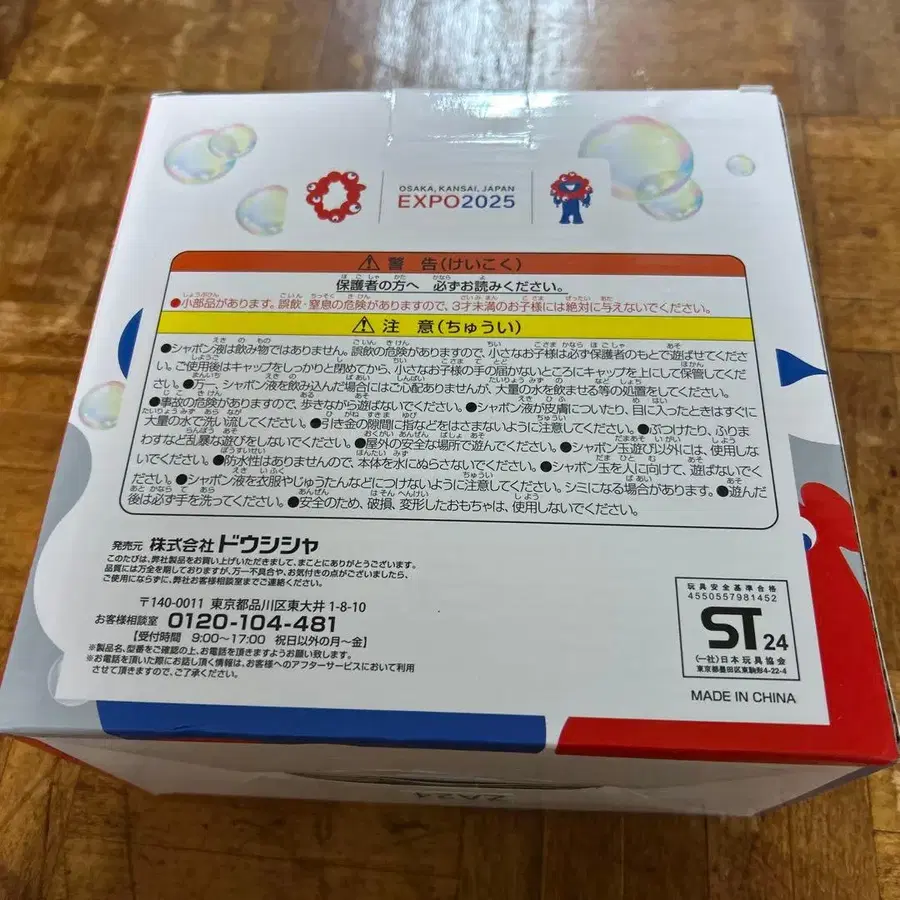 OSAKA, KANSAI, JAPAN
EXPO2025
警 告(けいこく)
保護者の方へ 必ずお読みください。
●小部品があります。誤飲・窒息の危険がありますので、3才未満のお子様には絶対に与えないでください。
注 意(ちゅうい)
●シャボン液は飲み物ではありません。誤飲の危険がありますので、小さなお子様は必ず保護者のもとで遊ばせてくださ
い。ご使用後はキャップをしっかりと閉めてから、小さなお子様の手の届かないところにキャップを上にして保管してくだ
さい。●万一、シャボン液を飲み込んだ場合にはご心配ありませんが、大量の水を飲ませる等の処置をしてください。
●事故の危険がありますので、歩きながら遊ばないでください。●シャボン液が皮膚についたり、目に入ったときはすぐに
大量の水で洗い流してください。●引き金の隙間に指などをはさまないように注意してください。●ぶつけたり、ふりま
わすなど乱暴な遊びをしないでください。●屋外の安全な場所で遊んでください。●シャボン玉遊び以外には、使用しな
いでください。●防水性はありませんので、本体を水にぬらさないでください。●シャボン玉を人に向けて、遊ばないでく
ださい。●シャボン液を衣服やじゅうたんなどにつけないように注意してください。シミになる場合があります。●遊んだ
後は必ず手を洗ってください。●安全のため、破損、変形したおもちゃは、使用しないでください。
発売元 株式会社 ドウシシャ
このたびは、弊社製品をお買い上げいただきまして、まことにありがとうございます。
品質には万全を期しておりますが、万一不具合や、お気付きの点がございましたら、
ご使用にならずに、弊社お客様相談室までご連絡ください。
〒140-0011 東京都品川区東大井1-8-10
お客様相談室 0120-104-481
【受付時間 9:00〜17:00 祝日以外の月〜金】
※製品名、型番をご確認の上、お電話を頂きますようお願い致します。
※お電話を頂いた際にお話し頂く情報は、お客様へのアフターサービスにおいて利用
させて頂きますので、ご了承ください。
玩具安全基準合格
4550557981452
ST24
(一社)日本玩具協会
東京都墨田区東駒形4-22-4
MADE IN CHINA